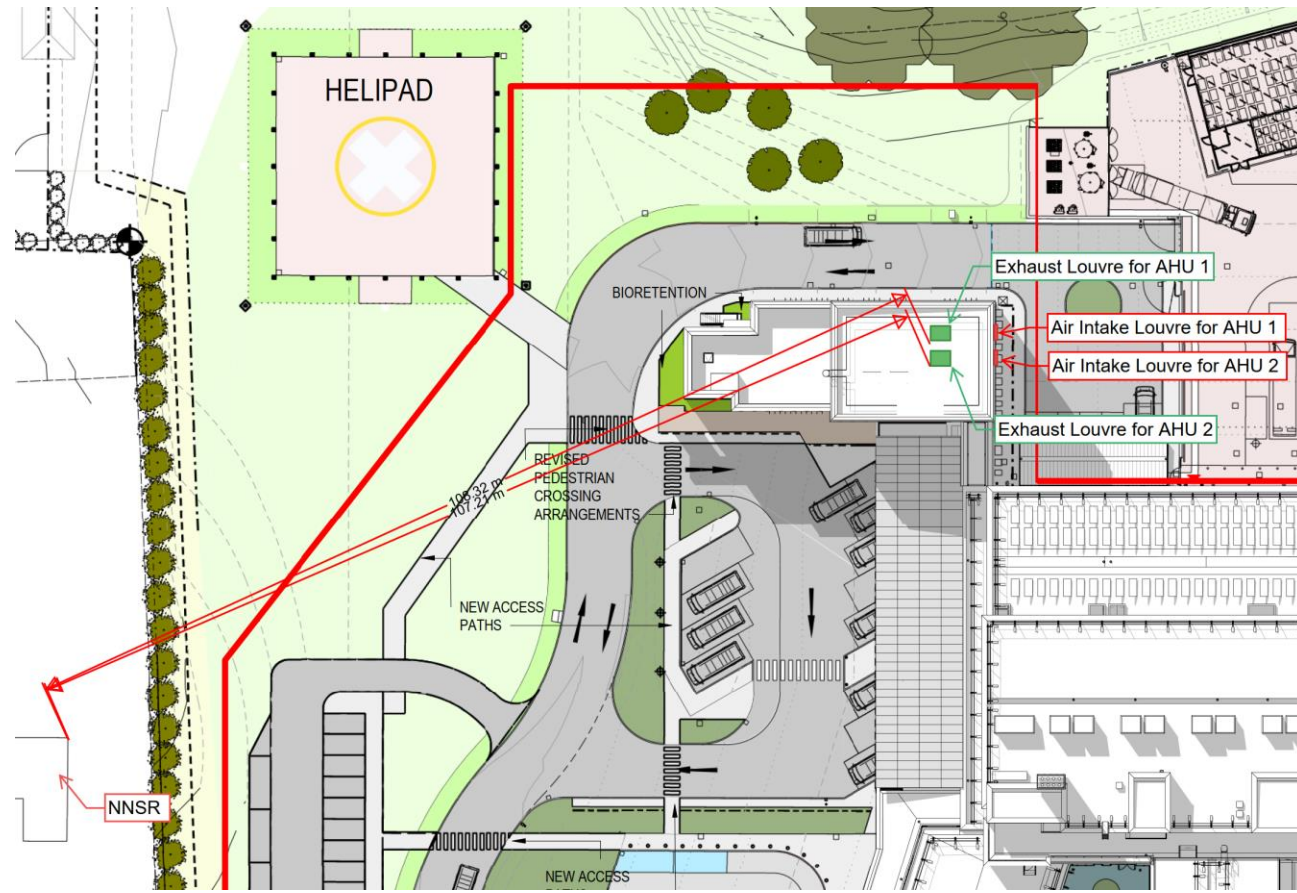 HELIPAD
BIORETENTION
Exhaust Louvre for AHU 1
Air Intake Louvre for AHU 1
Air Intake Louvre for AHU 2
Exhaust Louvre for AHU 2
REVISED
PEDESTRIAN
CROSSING
ARRANGEMENTS
107.21 m
NEW ACCESS
PATHS
NNSR
NEW ACCESS
PATHS